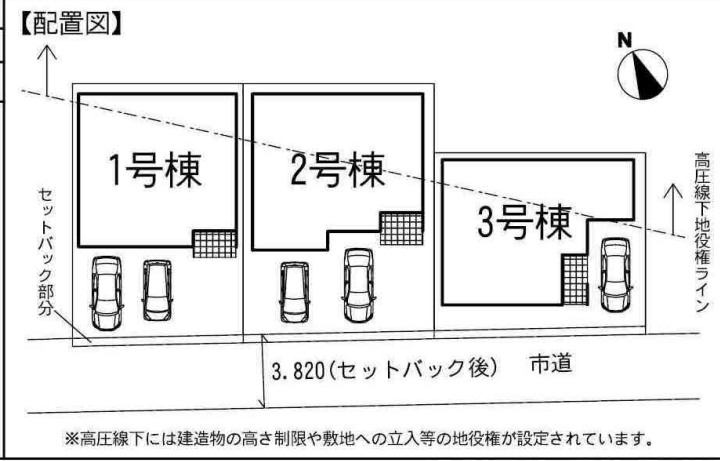 【配置図】
N
1号棟
2号棟
3号棟
セットバック部分
高圧線下地役権ライン
3.820(セットバック後)
市道
※高圧線下には建造物の高さ制限や敷地への立入等の地役権が設定されています。